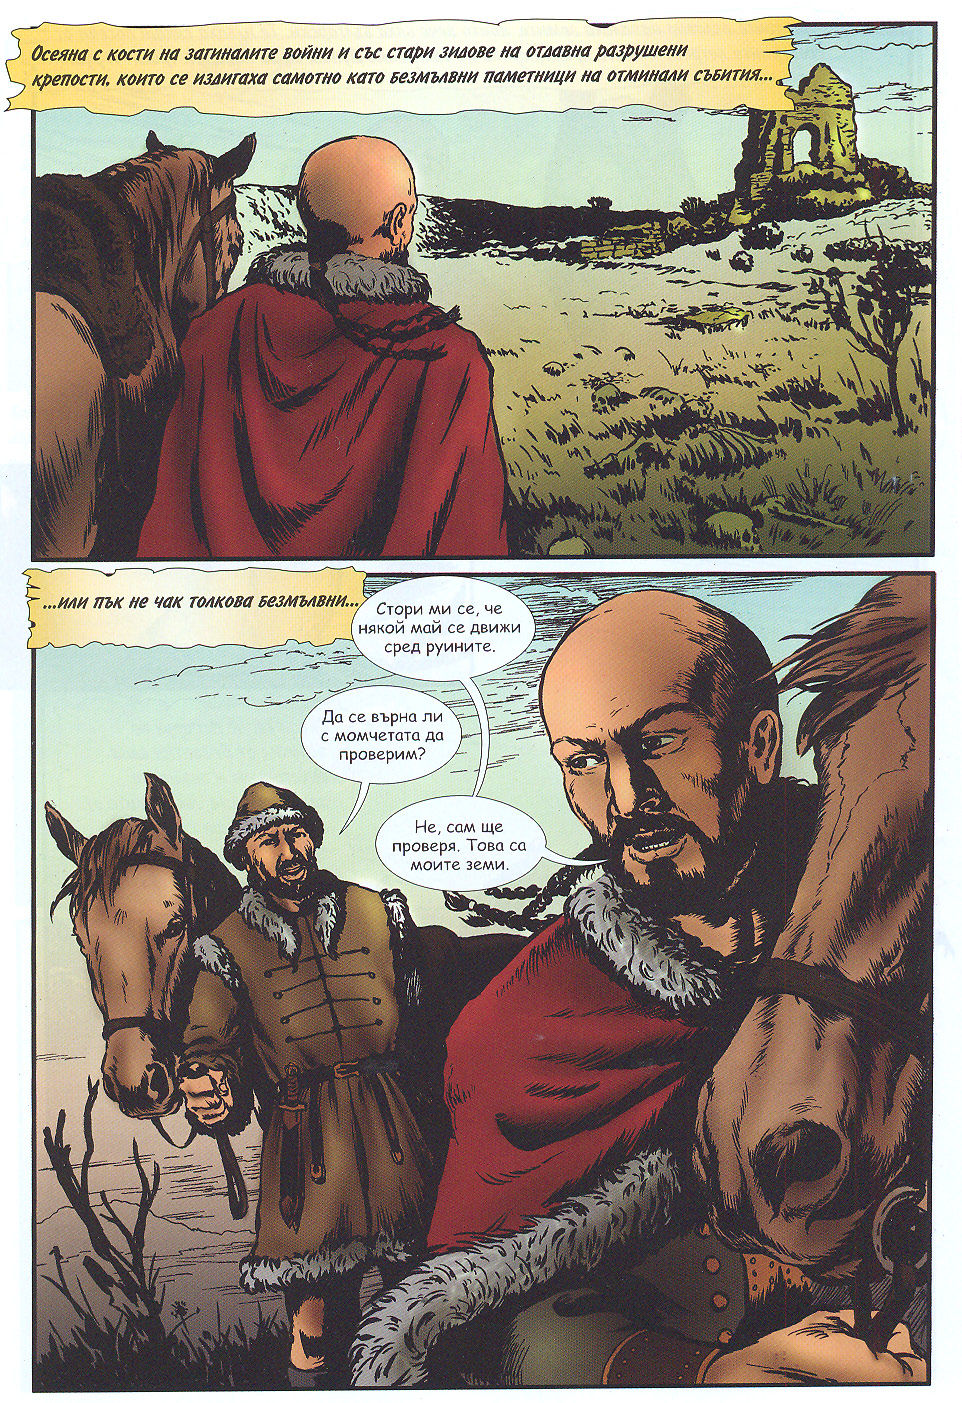 Осеяна с кости на загиналите войни и със стари зидове на отдавна разрушени
крепости, които се издигаха самотно като безмълвни паметници на отминали събития...
...или пък не чак толкова безмълвни...
Стори ми се, че
някой май се движи
сред руините.
Да се върна ли
с момчетата да
проверим?
Не, сам ще
проверя. Това са
моите земи.